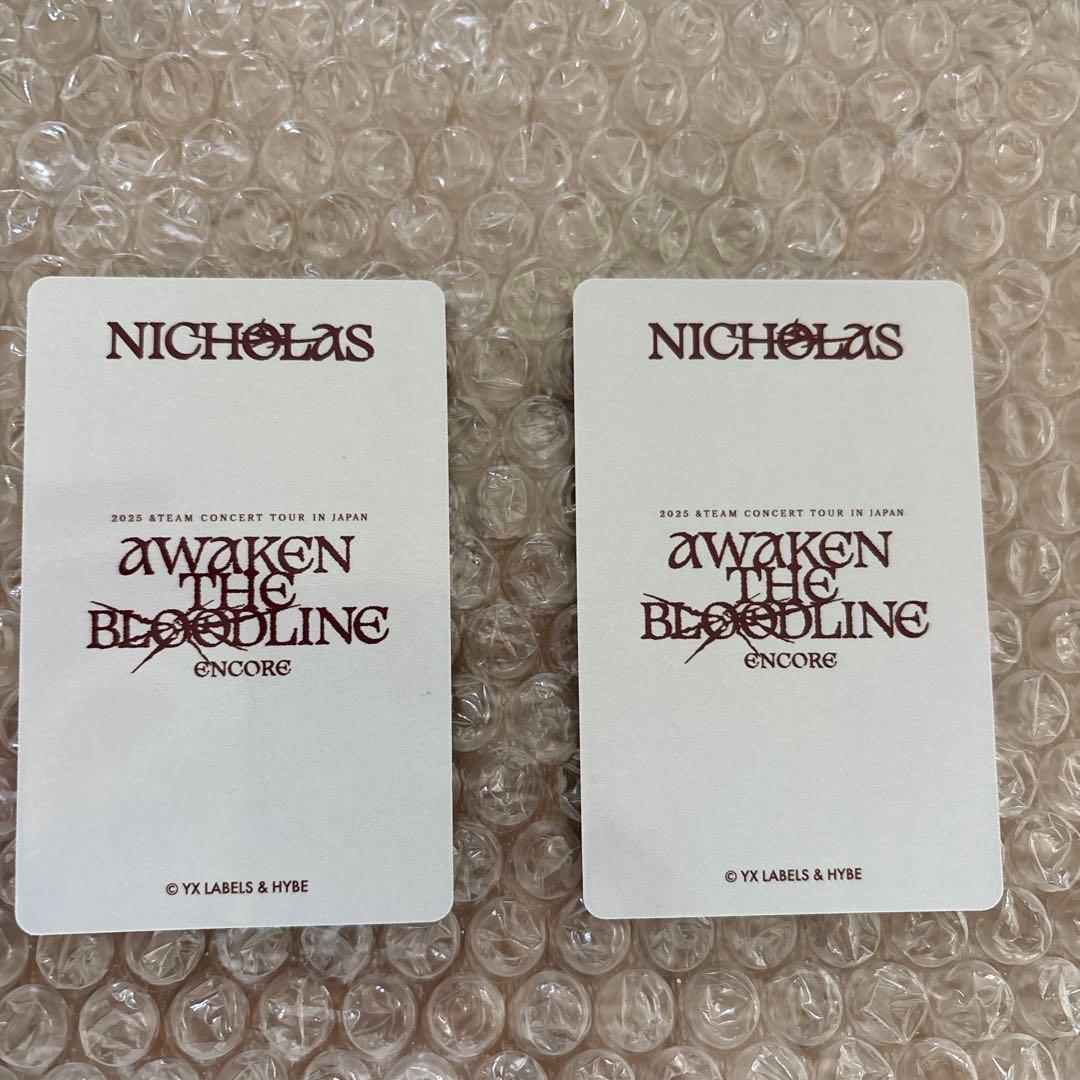 NICHOLAS
2025 &TEAM CONCERT TOUR IN JAPAN
AWAKEN
THE
BLOODLINE
ENCORE
© YX LABELS & HYBE
NICHOLAS
2025 &TEAM CONCERT TOUR IN JAPAN
AWAKEN
THE
BLOODLINE
ENCORE
© YX LABELS & HYBE